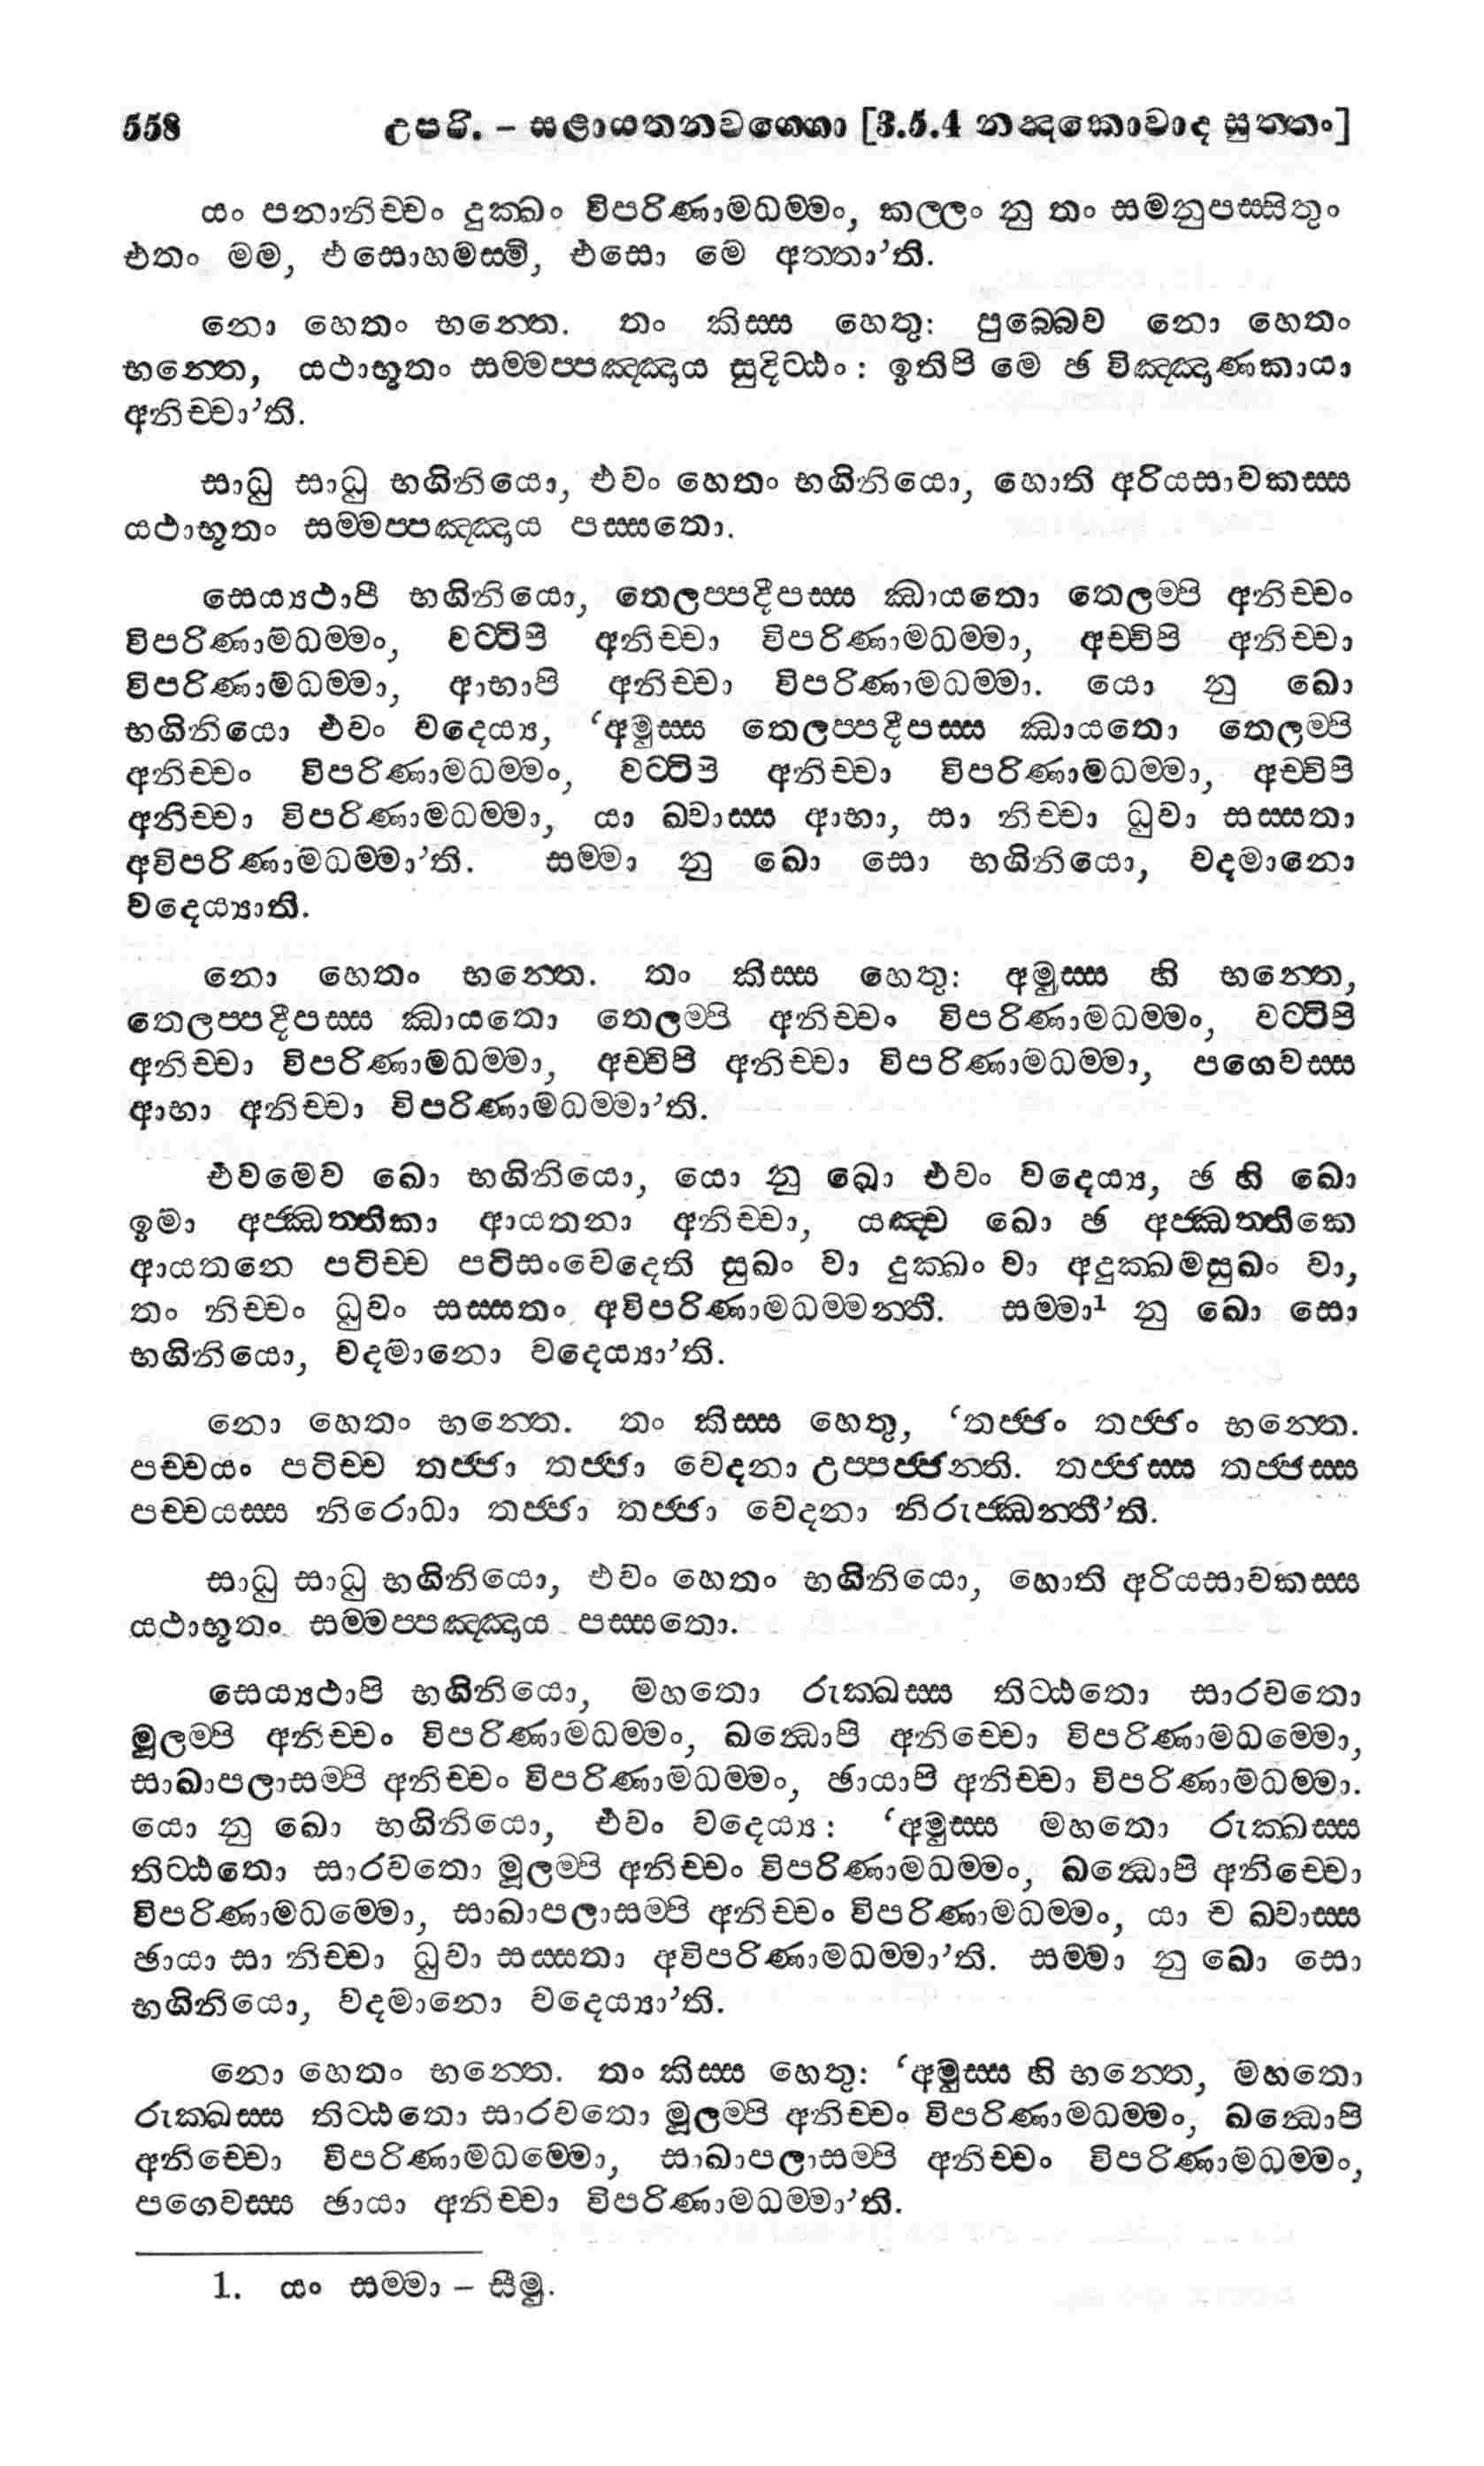 558 උපරි. – සළායතනවග්ගො [3.5.4 නන්දකොවාද සුත්තං]
යං පනානිච්චං දුක්ඛං විපරිණාමධම්මං, කල්ලං නු තං සමනුපස්සිතුං
එතං මම, එසොහමස්මි, එසො මෙ අත්තා’ති.
නො හෙතං භන්තෙ. තං කිස්ස හෙතු: පුබ්බෙව නො හෙතං
භන්තෙ, යථාභූතං සම්මප්පඤ්ඤාය සුදිට්ඨං: ඉතිපි මෙ ඡ විඤ්ඤාණකායා
අනිච්චා’ති.
සාධු සාධු භගිනියො, එවං හෙතං භගිනියො, හොති අරියසාවකස්ස
යථාභූතං සම්මප්පඤ්ඤාය පස්සතො.
සෙය්‍යථාපී භගිනියො, තෙලප්පදීපස්ස ඣායතො තෙලම්පි අනිච්චං
විපරිණාමධම්මං, වට්ටිපි අනිච්චා විපරිණාමධම්මා, අච්චිපි අනිච්චා
විපරිණාමධම්මා, ආභාපි අනිච්චා විපරිණාමධම්මා. යො නු ඛො
භගිනියො එවං වදෙය්‍ය, ‘අමුස්ස තෙලප්පදීපස්ස ඣායතො තෙලම්පි
අනිච්චං විපරිණාමධම්මං, වට්ටිපි අනිච්චා විපරිණාමධම්මා, අච්චිපි
අනිච්චා විපරිණාමධම්මා, යා ඛ්වාස්ස ආභා, සා නිච්චා ධුවා සස්සතා
අවිපරිණාමධම්මා’ති. සම්මා නු ඛො සො භගිනියො, වදමානො
වදෙය්‍යාති.
නො හෙතං භන්තෙ. තං කිස්ස හෙතු: අමුස්ස හි භන්තෙ,
තෙලප්පදීපස්ස ඣායතො තෙලම්පි අනිච්චං විපරිණාමධම්මං, වට්ටිපි
අනිච්චා විපරිණාමධම්මා, අච්චිපි අනිච්චා විපරිණාමධම්මා, පගෙවස්ස
ආභා අනිච්චා විපරිණාමධම්මා’ති.
එවමෙව ඛො භගිනියො, යො නු ඛො එවං වදෙය්‍ය, ඡ හි ඛො
ඉමා අජ්ඣත්තිකා ආයතනා අනිච්චා, යඤ්ච ඛො ඡ අජ්ඣත්තිකෙ
ආයතනෙ පටිච්ච පටිසංවෙදෙති සුඛං වා දුක්ඛං වා අදුක්ඛමසුඛං වා,
තං නිච්චං ධුවං සස්සතං අවිපරිණාමධම්මන්තී. සම්මා¹ නු ඛො සො
භගිනියො, වදමානො වදෙය්‍යා’ති.
නො හෙතං භන්තෙ. තං කිස්ස හෙතු, ‘තජ්ජං තජ්ජං භන්තෙ.
පච්චයං පටිච්ච තජ්ජා තජ්ජා වෙදනා උප්පජ්ජන්ති. තජ්ජස්ස තජ්ජස්ස
පච්චයස්ස නිරොධා තජ්ජා තජ්ජා වෙදනා නිරුජ්ඣන්තී’ති.
සාධු සාධු භගිනියො, එවං හෙතං භගිනියො, හොති අරියසාවකස්ස
යථාභූතං සම්මප්පඤ්ඤාය පස්සතො.
සෙය්‍යථාපි භගිනියො, මහතො රුක්ඛස්ස තිට්ඨතො සාරවතො
මූලම්පි අනිච්චං විපරිණාමධම්මං, ඛන්ධොපි අනිච්චො විපරිණාමධම්මො,
සාඛාපලාසම්පි අනිච්චං විපරිණාමධම්මං, ඡායාපි අනිච්චා විපරිණාමධම්මා.
යො නු ඛො භගිනියො, එවං වදෙය්‍ය: ‘අමුස්ස මහතො රුක්ඛස්ස
තිට්ඨතො සාරවතො මූලම්පි අනිච්චං විපරිණාමධම්මං, ඛන්ධොපි අනිච්චො
විපරිණාමධම්මො, සාඛාපලාසම්පි අනිච්චං විපරිණාමධම්මං, යා ච ඛ්වාස්ස
ඡායා සා නිච්චා ධුවා සස්සතා අවිපරිණාමධම්මා’ති. සම්මා නු ඛො සො
භගිනියො, වදමානො වදෙය්‍යා’ති.
නො හෙතං භන්තෙ. තං කිස්ස හෙතු: ‘අමුස්ස හි භන්තෙ, මහතො
රුක්ඛස්ස තිට්ඨතො සාරවතො මූලම්පි අනිච්චං විපරිණාමධම්මං, ඛන්ධොපි
අනිච්චො විපරිණාමධම්මො, සාඛාපලාසම්පි අනිච්චං විපරිණාමධම්මං,
පගෙවස්ස ඡායා අනිච්චා විපරිණාමධම්මා’ති.
1. යං සම්මා – සීමු.